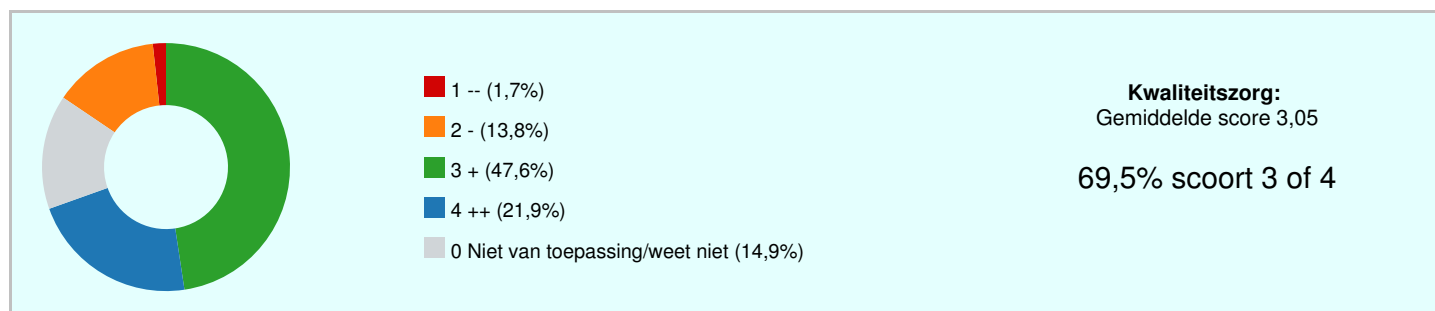 1 -- (1,7%)
2 - (13,8%)
3 + (47,6%)
4 ++ (21,9%)
0 Niet van toepassing/weet niet (14,9%)
Kwaliteitszorg:
Gemiddelde score 3,05
69,5% scoort 3 of 4